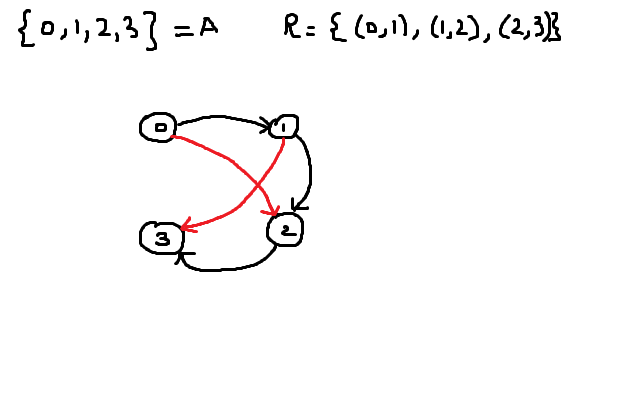 {0,1,2,3} = A R = { (0,1), (1,2), (2,3)}
0 1
3 2